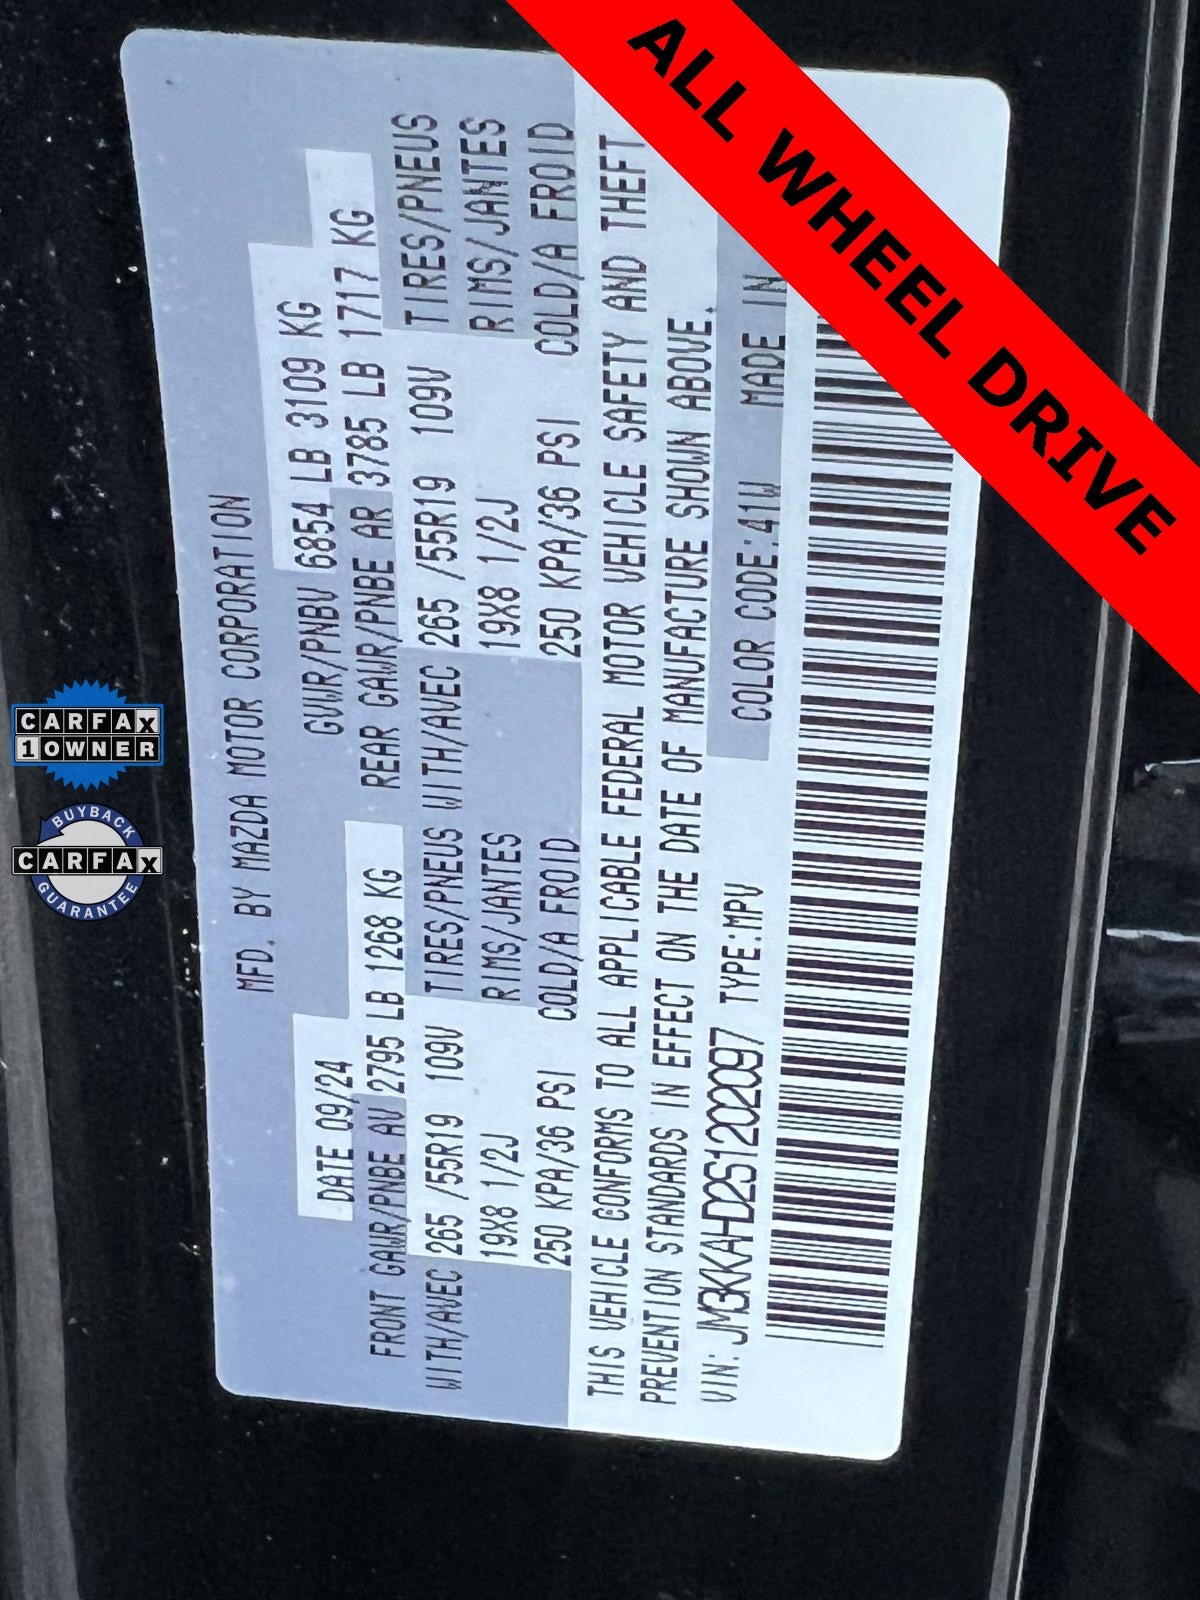 ALL WHEEL DRIVE
MFD. BY MAZDA MOTOR CORPORATION
DATE 09/24 GVWR/PNBV 6854 LB 3109 KG
FRONT GAWR/PNBE AV 2795 LB 1268 KG REAR GAWR/PNBE AR 3785 LB 1717 KG
WITH/AVEC 265 /55R19 109V TIRES/PNEUS WITH/AVEC 265 /55R19 109V TIRES/PNEUS
19X8 1/2J RIMS/JANTES 19X8 1/2J RIMS/JANTES
250 KPA/36 PSI COLD/A FROID 250 KPA/36 PSI COLD/A FROID
THIS VEHICLE CONFORMS TO ALL APPLICABLE FEDERAL MOTOR VEHICLE SAFETY AND THEFT
PREVENTION STANDARDS IN EFFECT ON THE DATE OF MANUFACTURE SHOWN ABOVE.
VIN: JM3KKAHD2S1202097 TYPE:MPV COLOR CODE:41W MADE IN
CARFAX
1 OWNER
BUYBACK
CARFAX
GUARANTEE